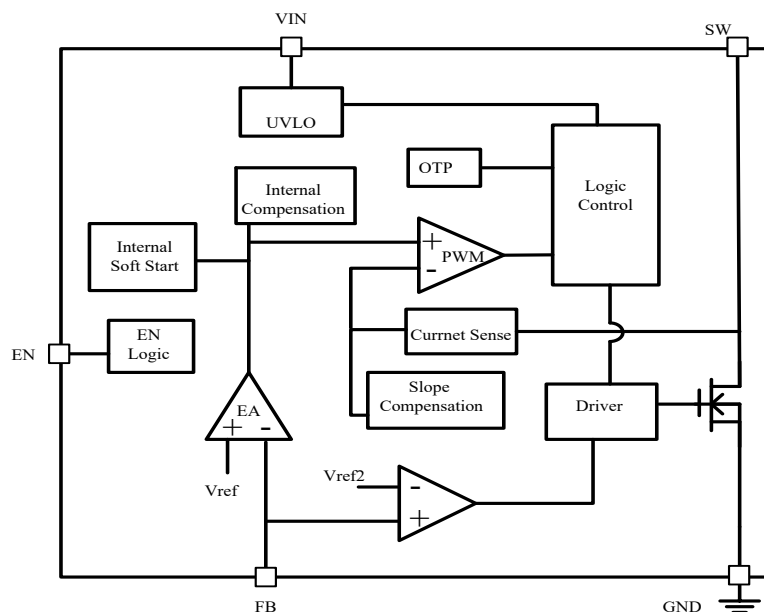 VIN
SW
UVLO
OTP
Logic
Control
Internal
Compensation
+
PWM
-
Internal
Soft Start
EN
EN
Logic
Currnet Sense
Slope
Compensation
Driver
EA
+ -
Vref
Vref2
-
+
FB
GND